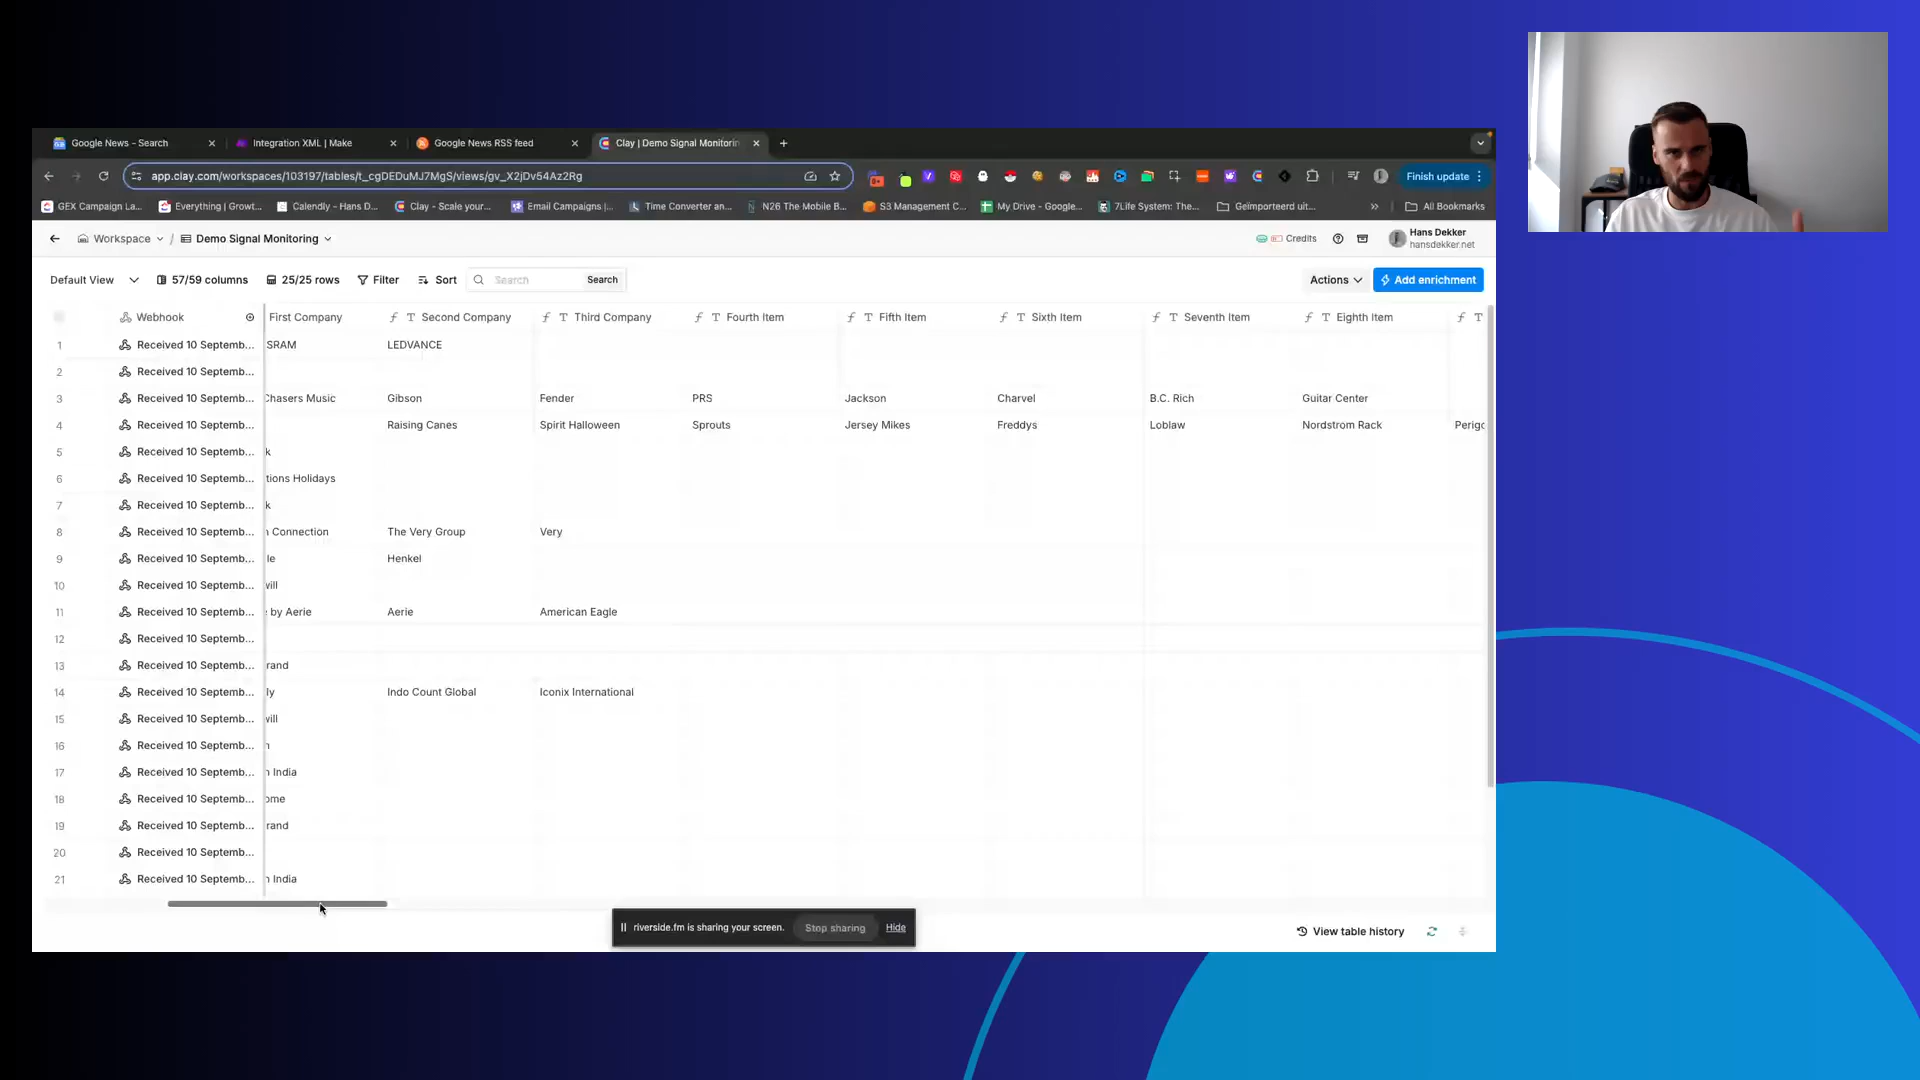 Google News - Search
Integration XML | Make
Google News RSS feed
Clay | Demo Signal Monitorin
app.clay.com/workspaces/103197/tables/t_cgDEDuMJ7MgS/views/gv_X2jDv54Az2Rg
Finish update
GEX Campaign La...
Everything | Growt...
Calendly - Hans D...
Clay - Scale your...
Email Campaigns |...
Time Converter an...
N26 The Mobile B...
S3 Management C...
My Drive - Google...
7Life System: The...
Geïmporteerd uit...
All Bookmarks
Workspace / Demo Signal Monitoring
Credits
Hans Dekker
hansdekker.net
Default View 57/59 columns 25/25 rows Filter Sort Search Search Actions Add enrichment
Webhook First Company Second Company Third Company Fourth Item Fifth Item Sixth Item Seventh Item Eighth Item
1 Received 10 Septemb... SRAM LEDVANCE
2 Received 10 Septemb...
3 Received 10 Septemb... Chasers Music Gibson Fender PRS Jackson Charvel B.C. Rich Guitar Center
4 Received 10 Septemb... Raising Canes Spirit Halloween Sprouts Jersey Mikes Freddys Loblaw Nordstrom Rack Perigo
5 Received 10 Septemb... k
6 Received 10 Septemb... tions Holidays
7 Received 10 Septemb... k
8 Received 10 Septemb... n Connection The Very Group Very
9 Received 10 Septemb... le Henkel
10 Received 10 Septemb... will
11 Received 10 Septemb... by Aerie Aerie American Eagle
12 Received 10 Septemb...
13 Received 10 Septemb... rand
14 Received 10 Septemb... ly Indo Count Global Iconix International
15 Received 10 Septemb... will
16 Received 10 Septemb... n
17 Received 10 Septemb... n India
18 Received 10 Septemb... ome
19 Received 10 Septemb... rand
20 Received 10 Septemb...
21 Received 10 Septemb... n India
riverside.fm is sharing your screen. Stop sharing Hide
View table history